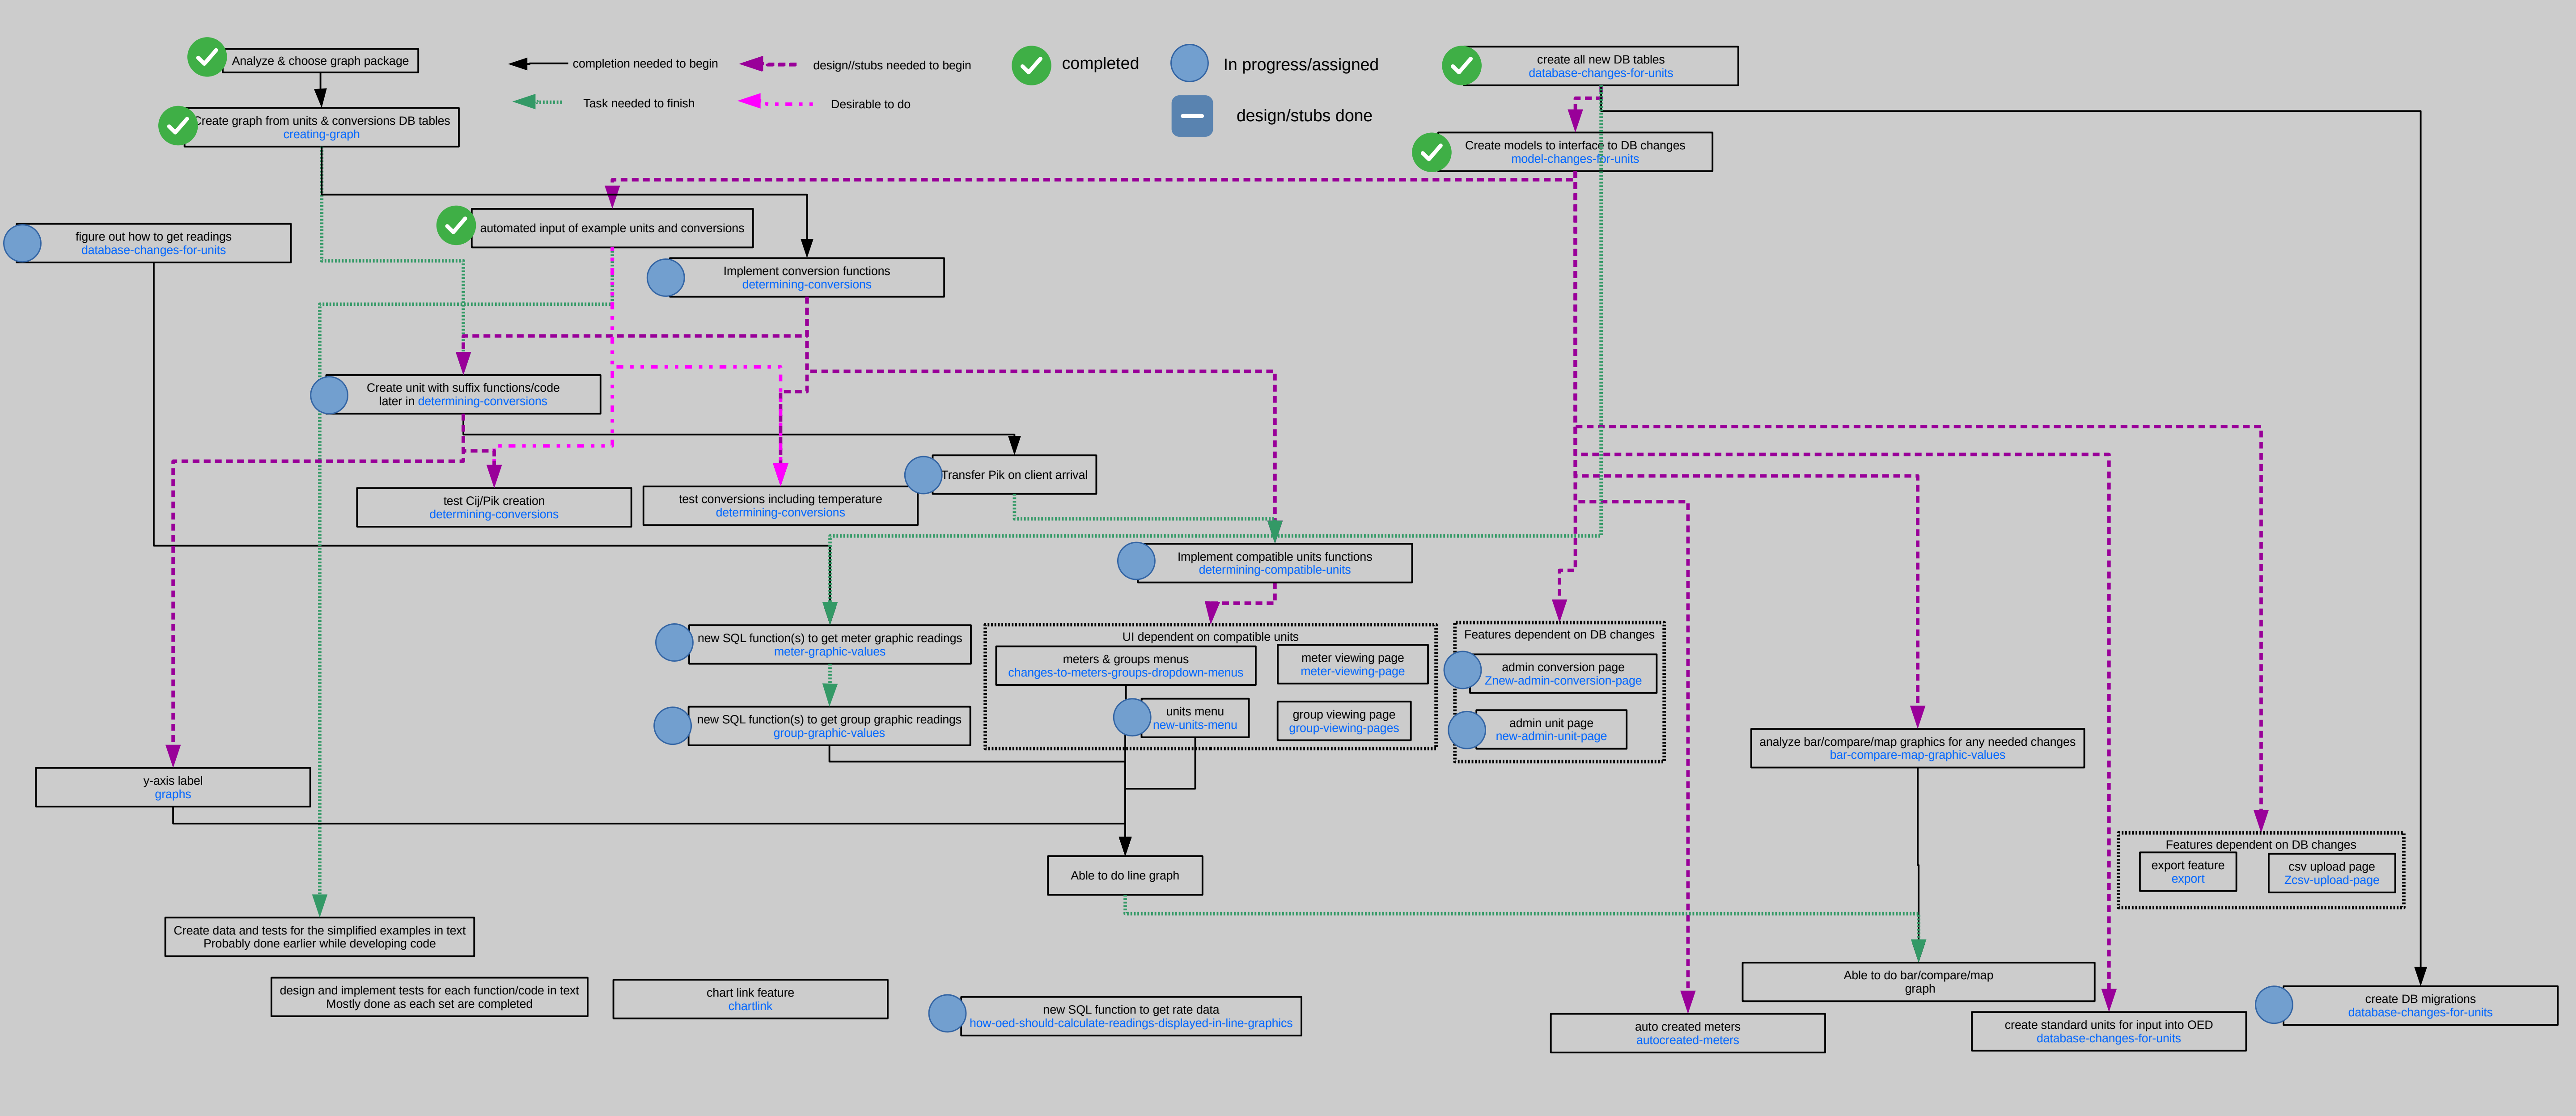 Analyze & choose graph package
completion needed to begin
design//stubs needed to begin
completed
In progress/assigned
Task needed to finish
Desirable to do
design/stubs done
create all new DB tables
database-changes-for-units
Create graph from units & conversions DB tables
creating-graph
Create models to interface to DB changes
model-changes-for-units
figure out how to get readings
database-changes-for-units
automated input of example units and conversions
Implement conversion functions
determining-conversions
Create unit with suffix functions/code
later in determining-conversions
test Cij/Pik creation
determining-conversions
test conversions including temperature
determining-conversions
Transfer Pik on client arrival
Implement compatible units functions
determining-compatible-units
new SQL function(s) to get meter graphic readings
meter-graphic-values
new SQL function(s) to get group graphic readings
group-graphic-values
UI dependent on compatible units
meters & groups menus
changes-to-meters-groups-dropdown-menus
meter viewing page
meter-viewing-page
units menu
new-units-menu
group viewing page
group-viewing-pages
Features dependent on DB changes
admin conversion page
Znew-admin-conversion-page
admin unit page
new-admin-unit-page
analyze bar/compare/map graphics for any needed changes
bar-compare-map-graphic-values
y-axis label
graphs
Able to do line graph
Features dependent on DB changes
export feature
export
csv upload page
Zcsv-upload-page
Create data and tests for the simplified examples in text
Probably done earlier while developing code
design and implement tests for each function/code in text
Mostly done as each set are completed
chart link feature
chartlink
new SQL function to get rate data
how-oed-should-calculate-readings-displayed-in-line-graphics
Able to do bar/compare/map
graph
auto created meters
autocreated-meters
create standard units for input into OED
database-changes-for-units
create DB migrations
database-changes-for-units